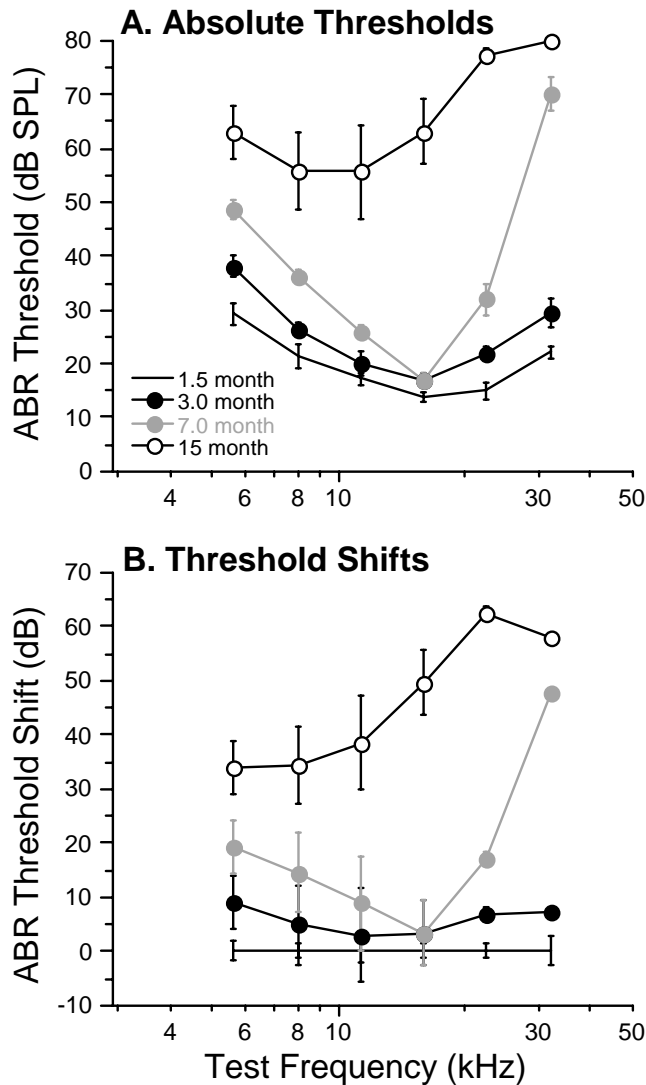 A. Absolute Thresholds
80
70
60
50
40
30
20
10
0
ABR Threshold (dB SPL)
1.5 month
3.0 month
7.0 month
15 month
4 6 8 10 30 50
B. Threshold Shifts
70
60
50
40
30
20
10
0
-10
ABR Threshold Shift (dB)
4 6 8 10 30 50
Test Frequency (kHz)